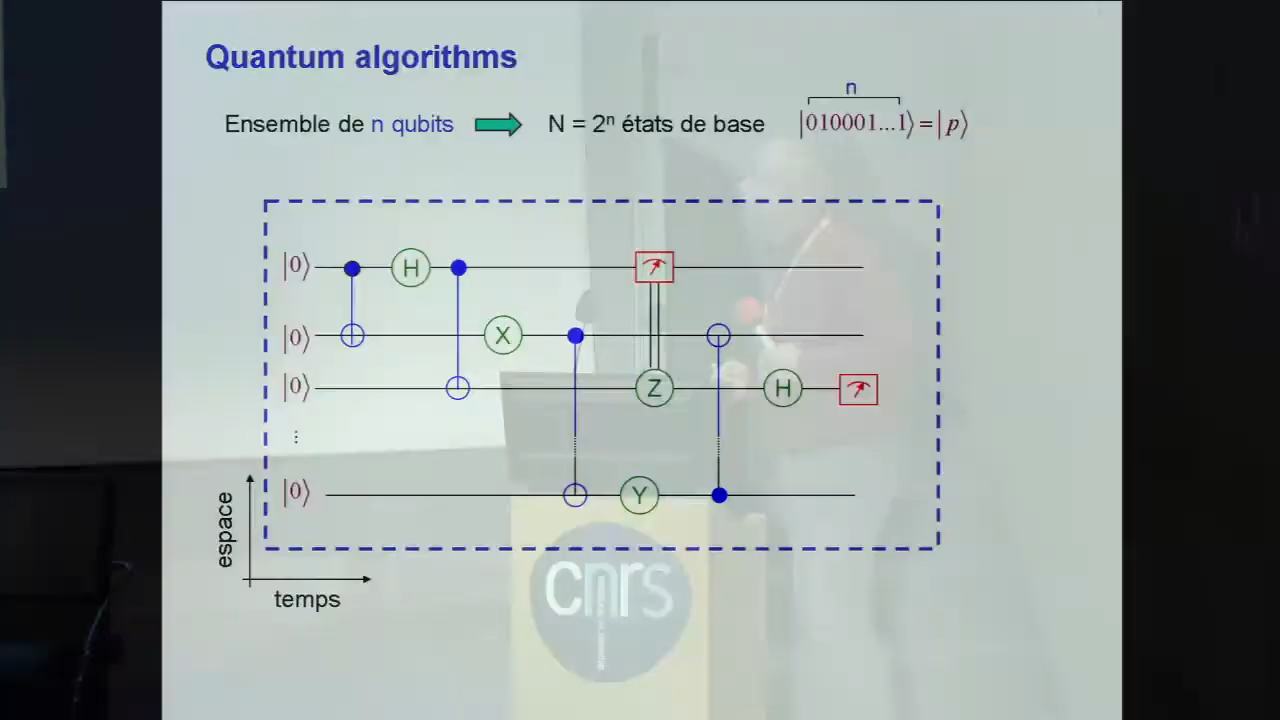 Quantum algorithms
n
Ensemble de n qubits N = 2ⁿ états de base |010001...1⟩ = |p⟩
|0⟩ H
|0⟩ X
|0⟩ Z H
⋮
|0⟩ Y
espace
temps
cnrs